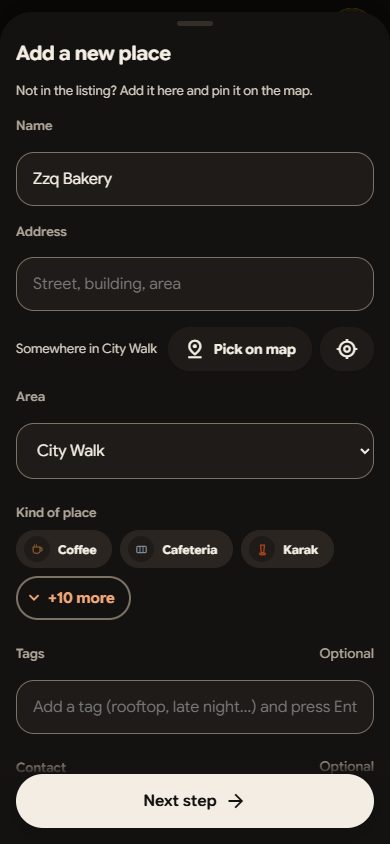 Add a new place
Not in the listing? Add it here and pin it on the map.
Name
Zzq Bakery
Address
Street, building, area
Somewhere in City Walk
Pick on map
Area
City Walk
Kind of place
Coffee
Cafeteria
Karak
+10 more
Tags
Optional
Add a tag (rooftop, late night...) and press Ent
Contact
Optional
Next step